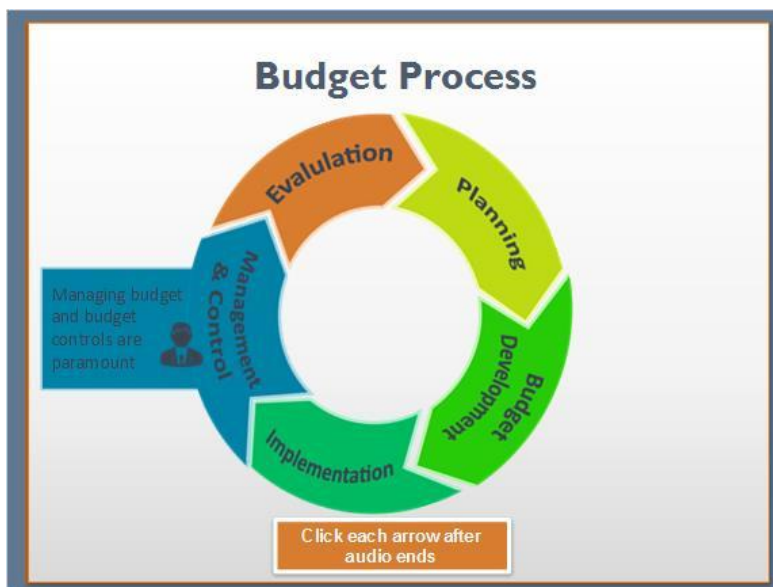 Budget Process
Evalulation
Planning
Budget
Development
Implementation
Management
& Control
Managing budget
and budget
controls are
paramount
Click each arrow after
audio ends